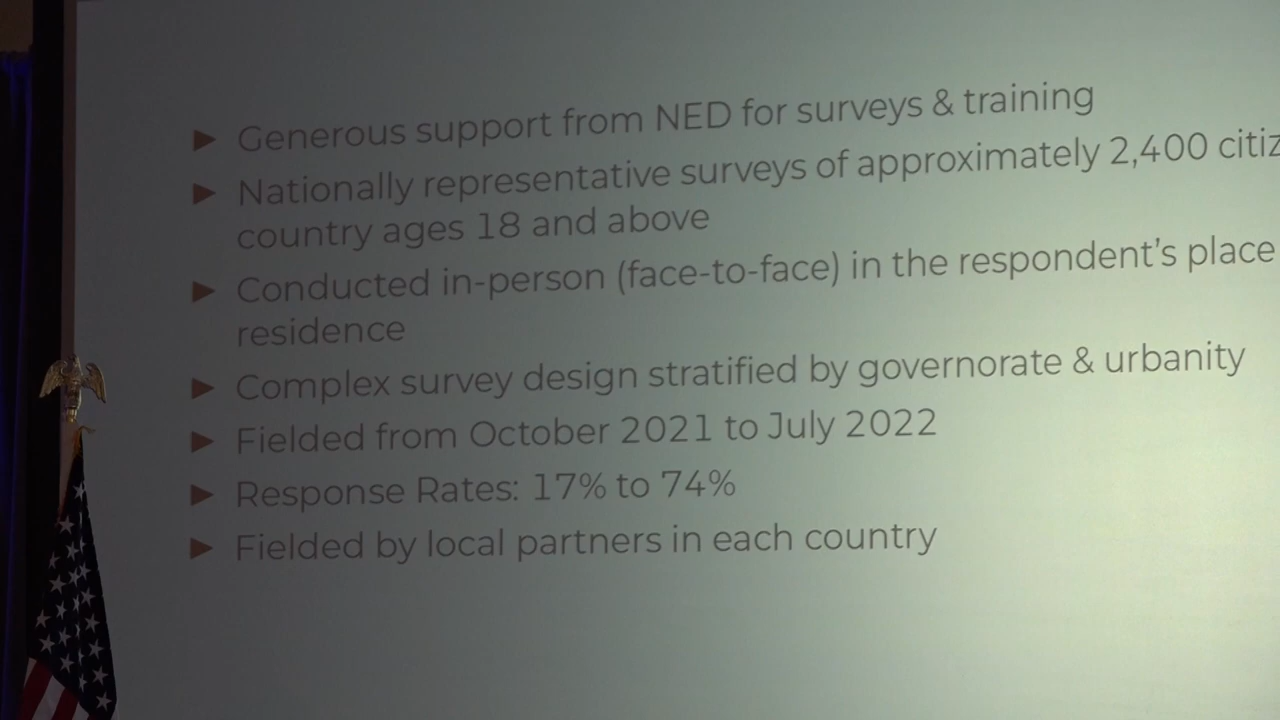 Generous support from NED for surveys & training
Nationally representative surveys of approximately 2,400
country ages 18 and above
Conducted in-person (face-to-face) in the respondent's place
residence
Complex survey design stratified by governorate & urbanity
Fielded from October 2021 to July 2022
Response Rates: 17% to 74%
Fielded by local partners in each country